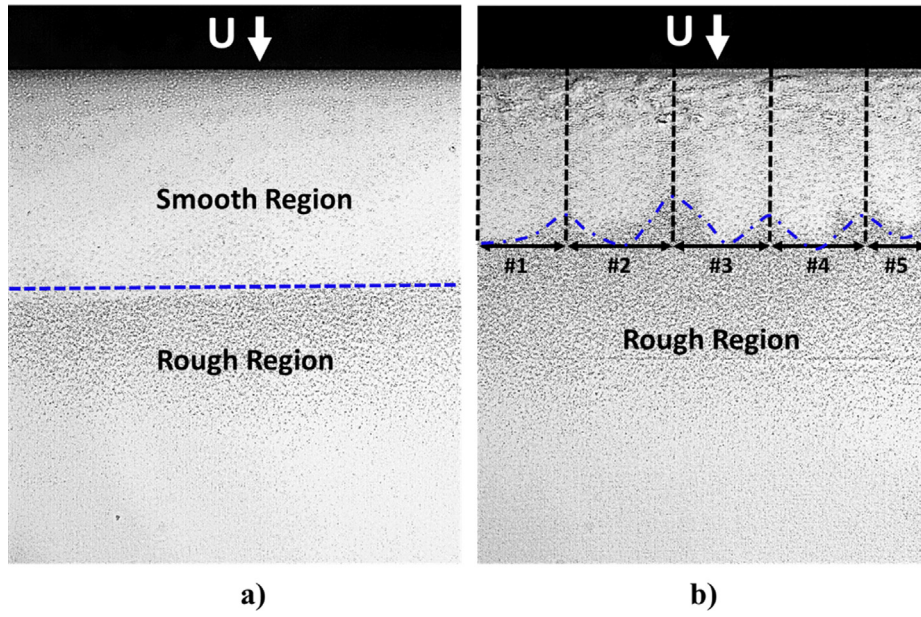 U
Smooth Region
Rough Region
a)
U
#1 #2 #3 #4 #5
Rough Region
b)